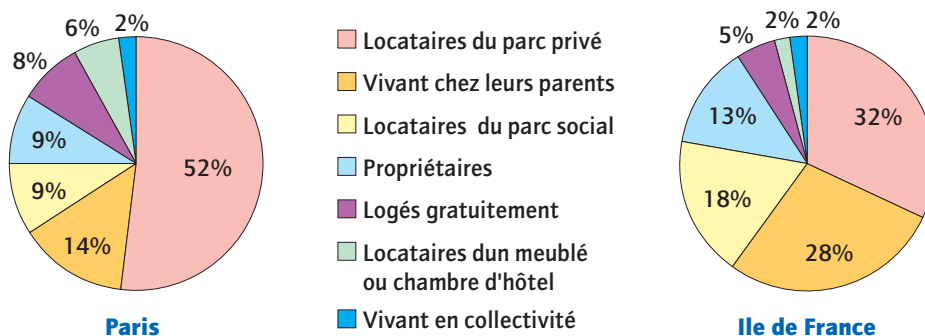 2%
6%
8%
9%
9%
14%
52%
Paris
Locataires du parc privé
Vivant chez leurs parents
Locataires du parc social
Propriétaires
Logés gratuitement
Locataires dun meublé
ou chambre d'hôtel
Vivant en collectivité
2% 2%
5%
13%
32%
18%
28%
Ile de France